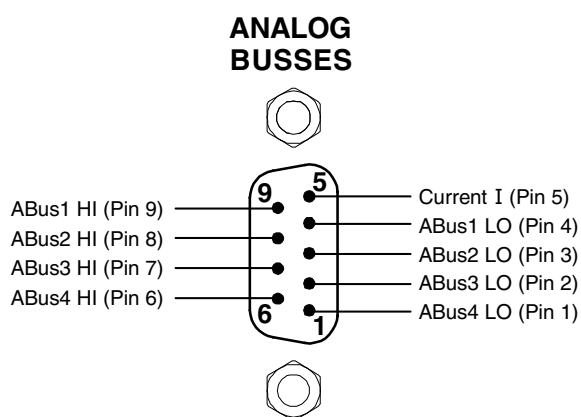 ANALOG
BUSSES
9
5
ABus1 HI (Pin 9)
ABus2 HI (Pin 8)
ABus3 HI (Pin 7)
ABus4 HI (Pin 6)
Current I (Pin 5)
ABus1 LO (Pin 4)
ABus2 LO (Pin 3)
ABus3 LO (Pin 2)
ABus4 LO (Pin 1)
6
1